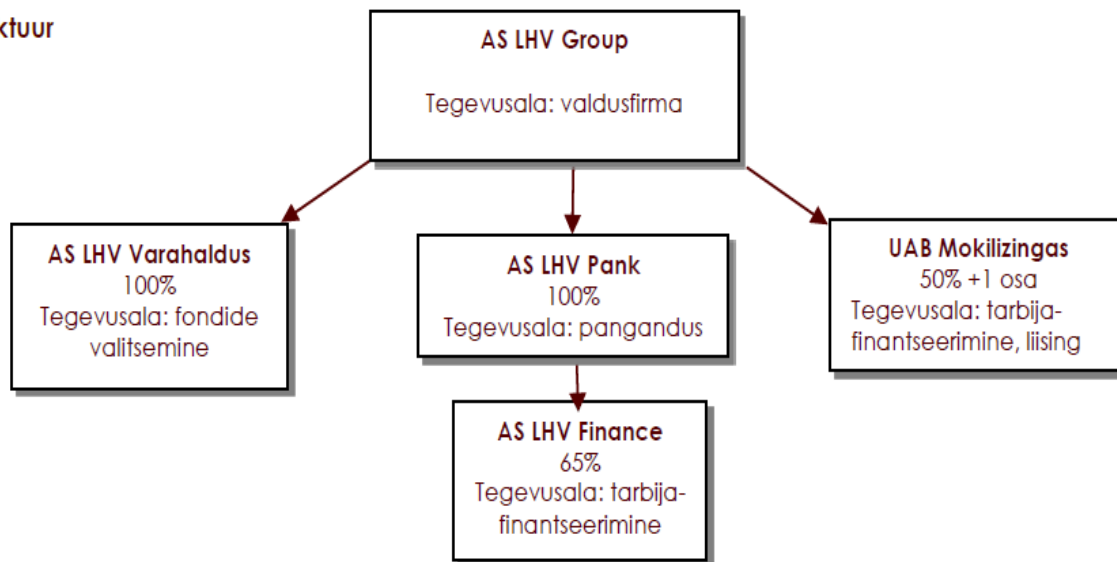 ktuur
AS LHV Group
Tegevusala: valdusfirma
AS LHV Varahaldus
100%
Tegevusala: fondide
valitsemine
AS LHV Pank
100%
Tegevusala: pangandus
UAB Mokilizingas
50% +1 osa
Tegevusala: tarbija-
finantseerimine, liising
AS LHV Finance
65%
Tegevusala: tarbija-
finantseerimine